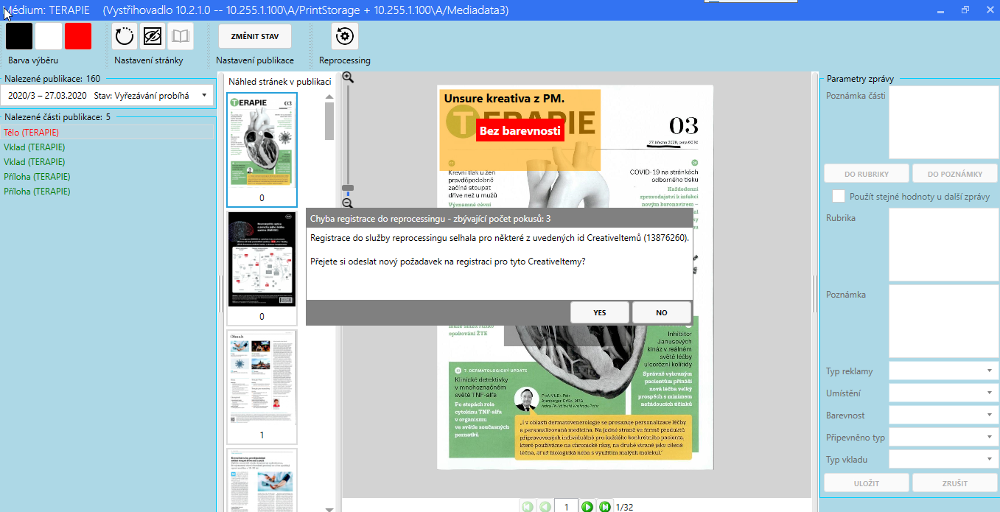 Médium: TERAPIE (Vystřihovadlo 10.2.1.0 -- 10.255.1.100\A/PrintStorage + 10.255.1.100\A/Mediadata3)
ZMĚNIT STAV
Barva výběru
Nastavení stránky
Nastavení publikace
Reprocessing
Nalezené publikace: 160
2020/3 – 27.03.2020 Stav: Vyřezávání probíhá
Nalezené části publikace: 5
Tělo (TERAPIE)
Vklad (TERAPIE)
Vklad (TERAPIE)
Příloha (TERAPIE)
Příloha (TERAPIE)
Náhled stránek v publikaci
TERAPIE
03
0
0
Obsah
1
Unsure kreativa z PM.
TERAPIE
Bez barevnosti
03
27. března 2020, cena 60 Kč
Krevní tlak u žen
pravděpodobně
začíná stoupat
dříve než u mužů
Významné cévní
20
COVID-19 na stránkách
odborného tisku
Každodenní
zpravodajství k infekci
novým koronavirem –
Chyba registrace do reprocessingu - zbývající počet pokusů: 3
Registrace do služby reprocessingu selhala pro některé z uvedených id CreativeItemů (13876260).
Přejete si odeslat nový požadavek na registraci pro tyto CreativeItemy?
YES
NO
opakování ŽTE
Inhibitor
Janusových
kináz v reálném
světě léčby
ulcerózní kolitidy
Správně vybraným
pacientům přináší
nová léčba velký
prospěch s minimem
nežádoucích účinků
7. DERMATOLOGICKÝ UPDATE
Klinické detektivky
v mnohoznačném
světě TNF-alfa
Po stopách role
cytokinu TNF-alfa
v organismu
ve světle současných
poznatků
„I v oblasti dermatovenerologie se prosazuje personalizace léčby
a personalizovaná medicína. Na jedné straně ve formě produktů
připravovaných individuálně pro každého konkrétního pacienta,
které používáme na chronické rány, na druhé straně jako cílená
léčba, ať už biologická nebo s využitím malých molekul.“
1
1/32
Parametry zprávy
Poznámka části
DO RUBRIKY
DO POZNÁMKY
Použít stejné hodnoty u další zprávy
Rubrika
Poznámka
Typ reklamy
Umístění
Barevnost
Připevněno typ
Typ vkladu
ULOŽIT
ZRUŠIT